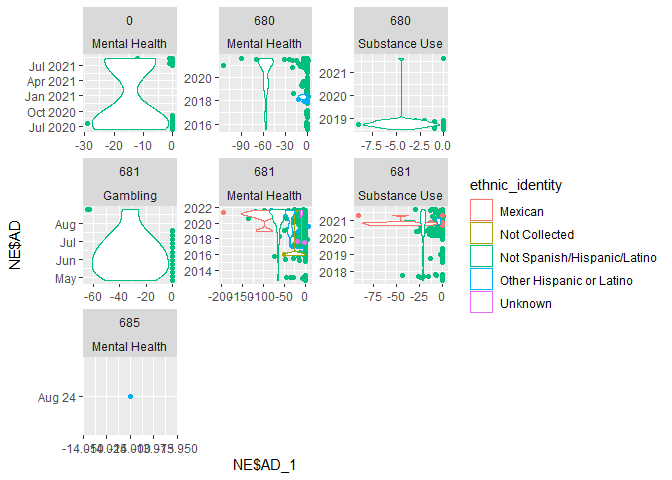 0 680 680
Mental Health Mental Health Substance Use
Jul 2021
Apr 2021
Jan 2021
Oct 2020
Jul 2020
2020
2018
2016
2021
2020
2019
-30 -20 -10 0
-90 -60 -30 0
-7.5 -5.0 -2.5 0.0
681 681 681
Gambling Mental Health Substance Use
Aug
Jul
Jun
May
2022
2020
2018
2016
2014
2021
2020
2019
2018
-60 -40 -20 0
-200 -150 -100 -50 0
-75 -50 -25 0
685
Mental Health
Aug 24
NE$AD
NE$AD_1
ethnic_identity
Mexican
Not Collected
Not Spanish/Hispanic/Latino
Other Hispanic or Latino
Unknown